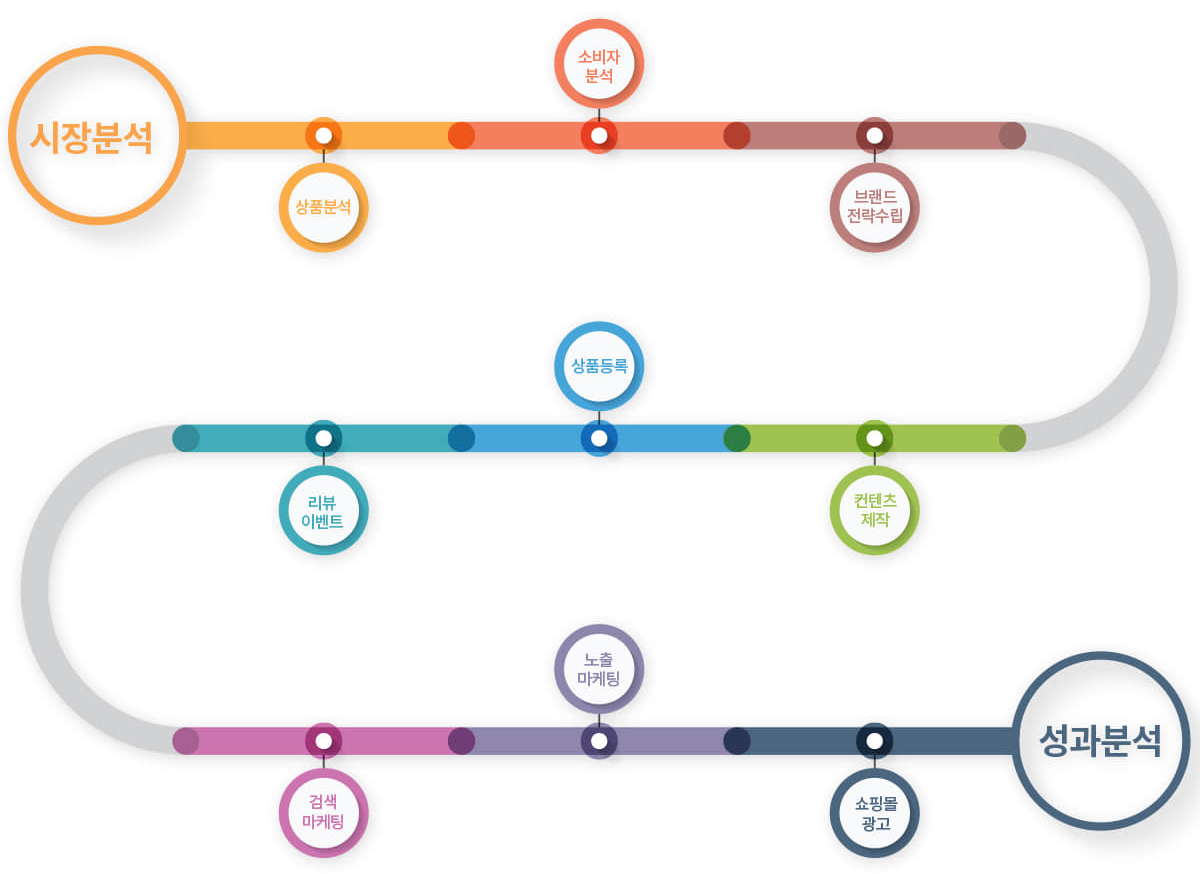 시장분석
상품분석
소비자
분석
브랜드
전략수립
컨텐츠
제작
상품등록
리뷰
이벤트
검색
마케팅
노출
마케팅
쇼핑몰
광고
성과분석